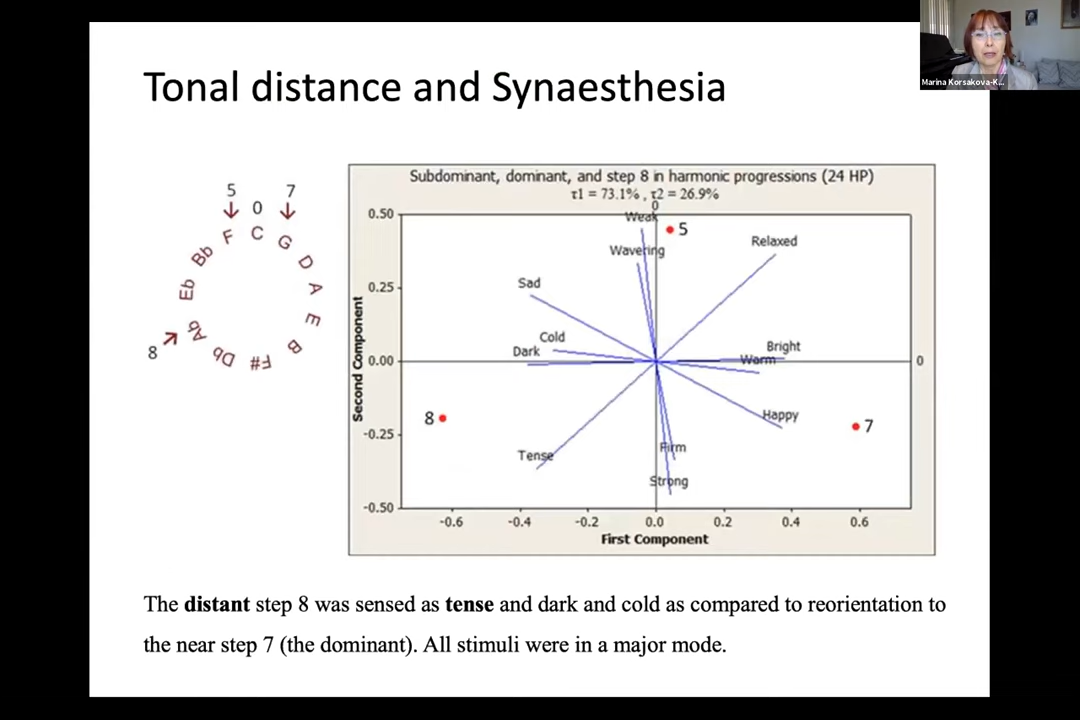 Marina Korsakova-K...
Tonal distance and Synaesthesia
5
7
0
F
C
G
Bb
D
Eb
A
Ab
E
8
Db
F#
B
Subdominant, dominant, and step 8 in harmonic progressions (24 HP)
τ1 = 73.1% , τ2 = 26.9%
0
0.50
0.25
0.00
-0.25
-0.50
Second Component
Weak
5
Relaxed
Wavering
Sad
Cold
Dark
Bright
Warm
0
Happy
8
7
Firm
Tense
Strong
-0.6
-0.4
-0.2
0.0
0.2
0.4
0.6
First Component
The distant step 8 was sensed as tense and dark and cold as compared to reorientation to
the near step 7 (the dominant). All stimuli were in a major mode.